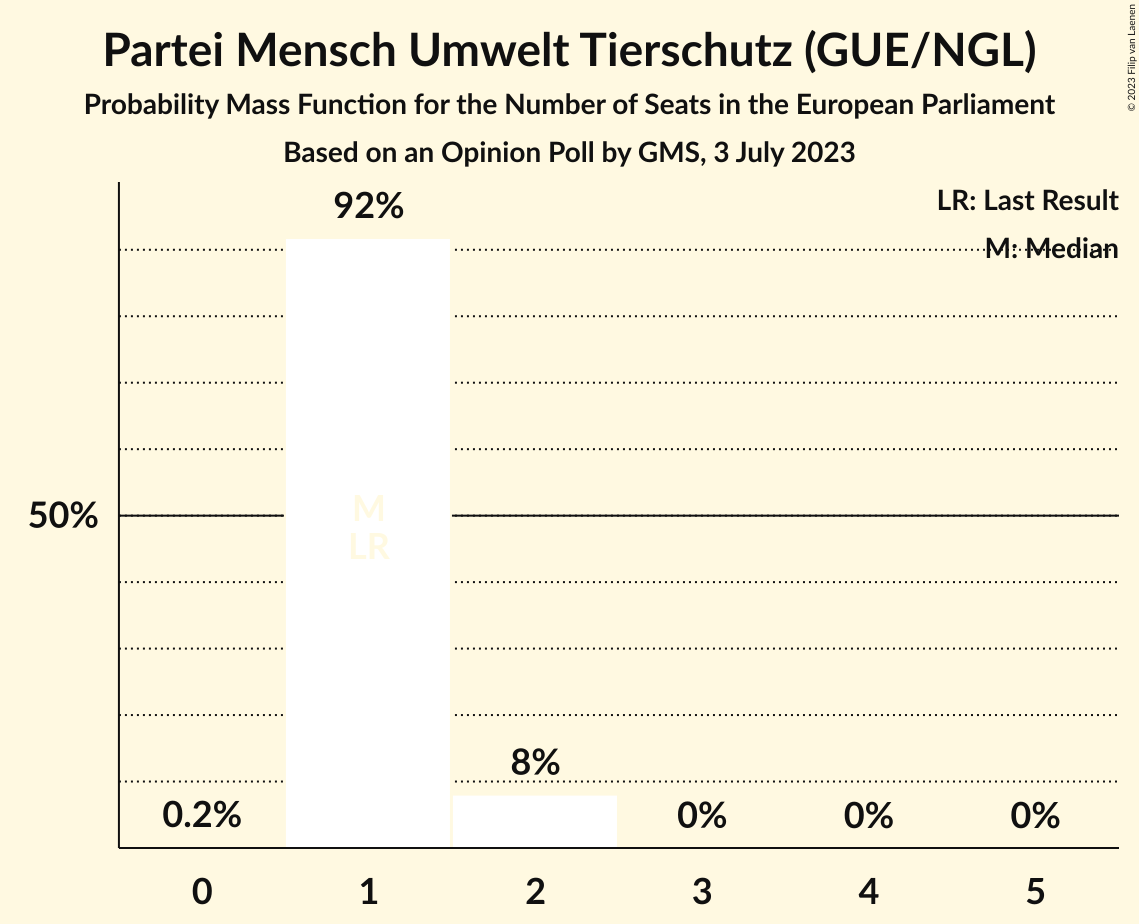 Partei Mensch Umwelt Tierschutz (GUE/NGL)
Probability Mass Function for the Number of Seats in the European Parliament
Based on an Opinion Poll by GMS, 3 July 2023
© 2023 Filip van Laenen
LR: Last Result
M: Median
92%
50%
M
LR
8%
0.2%
0%
0%
0%
0
1
2
3
4
5